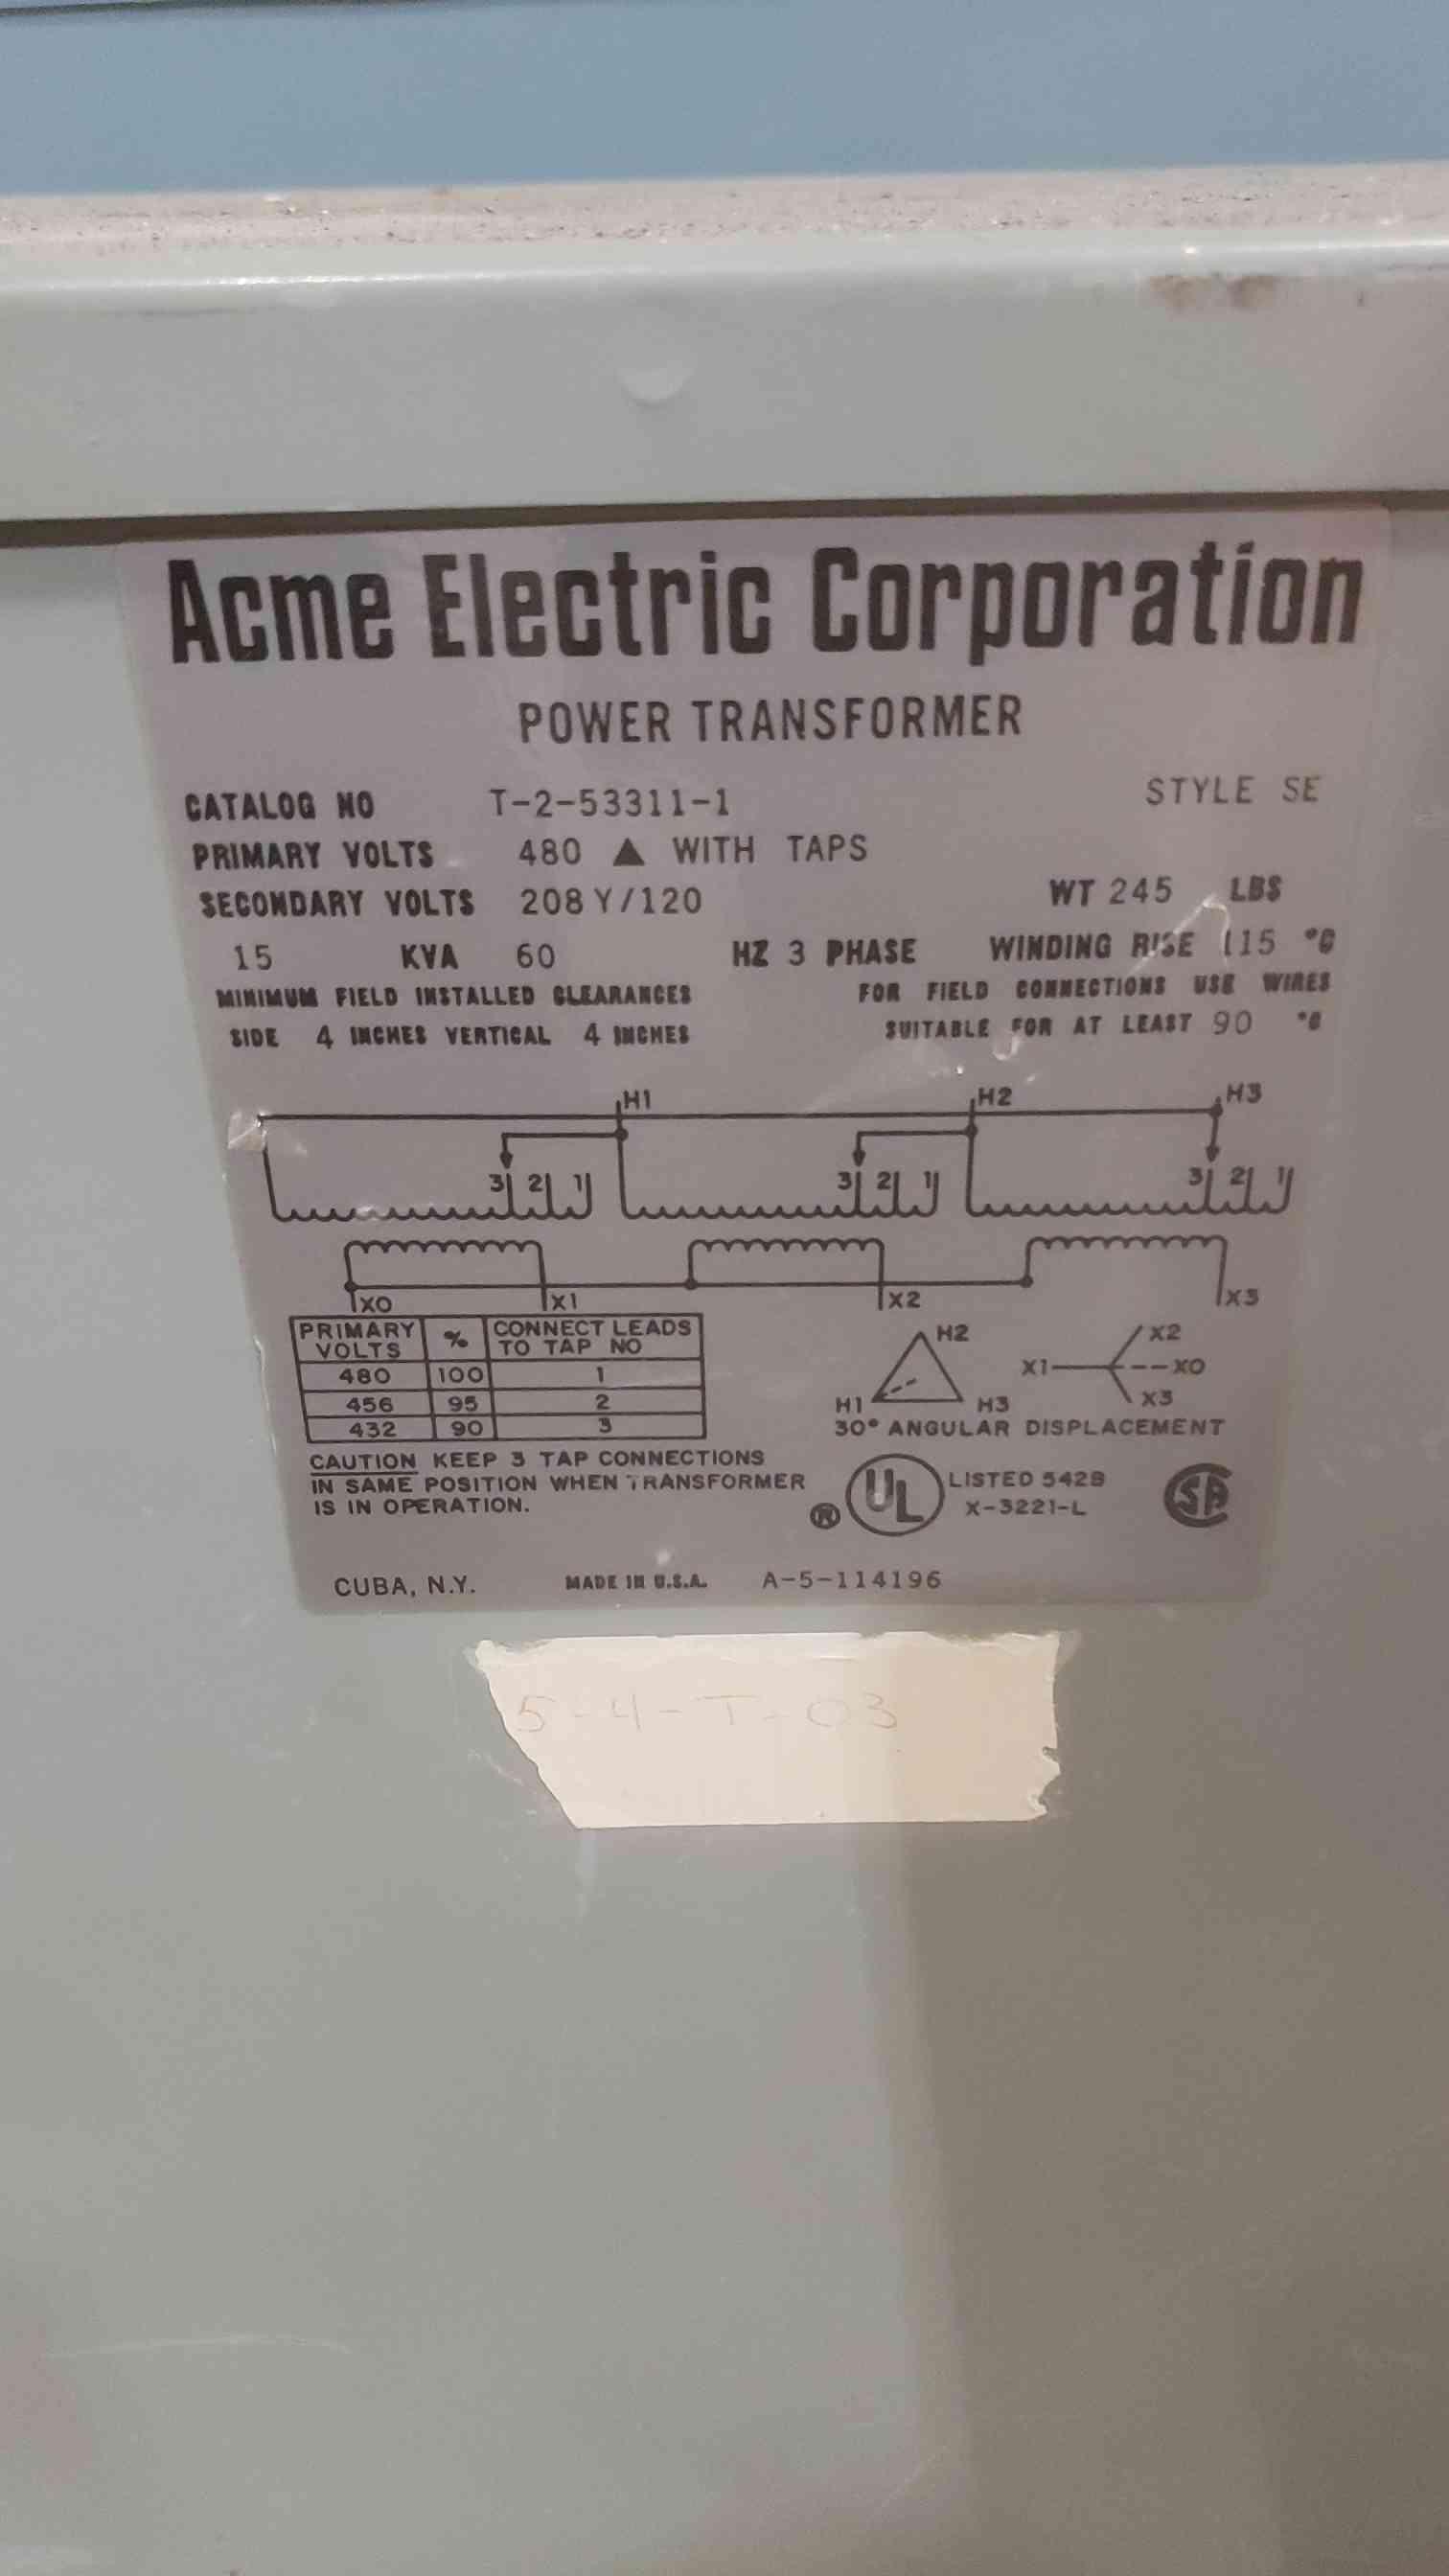 Acme Electric Corporation
POWER TRANSFORMER
CATALOG NO T-2-53311-1 STYLE SE
PRIMARY VOLTS 480 ▲ WITH TAPS
SECONDARY VOLTS 208 Y/120 WT 245 LBS
15 KVA 60 HZ 3 PHASE WINDING RISE 115 °C
MINIMUM FIELD INSTALLED CLEARANCES
SIDE 4 INCHES VERTICAL 4 INCHES
FOR FIELD CONNECTIONS USE WIRES
SUITABLE FOR AT LEAST 90 °C
H1 H2 H3
3 2 1 3 2 1 3 2 1
X0 X1 X2 X3
PRIMARY VOLTS % CONNECT LEADS TO TAP NO
480 100 1
456 95 2
432 90 3
H2
H1 H3
X2
X1 X0
X3
30° ANGULAR DISPLACEMENT
CAUTION KEEP 3 TAP CONNECTIONS
IN SAME POSITION WHEN TRANSFORMER
IS IN OPERATION.
® UL LISTED 542B
X-3221-L
SA
CUBA, N.Y. MADE IN U.S.A. A-5-114196
5-4-T-03